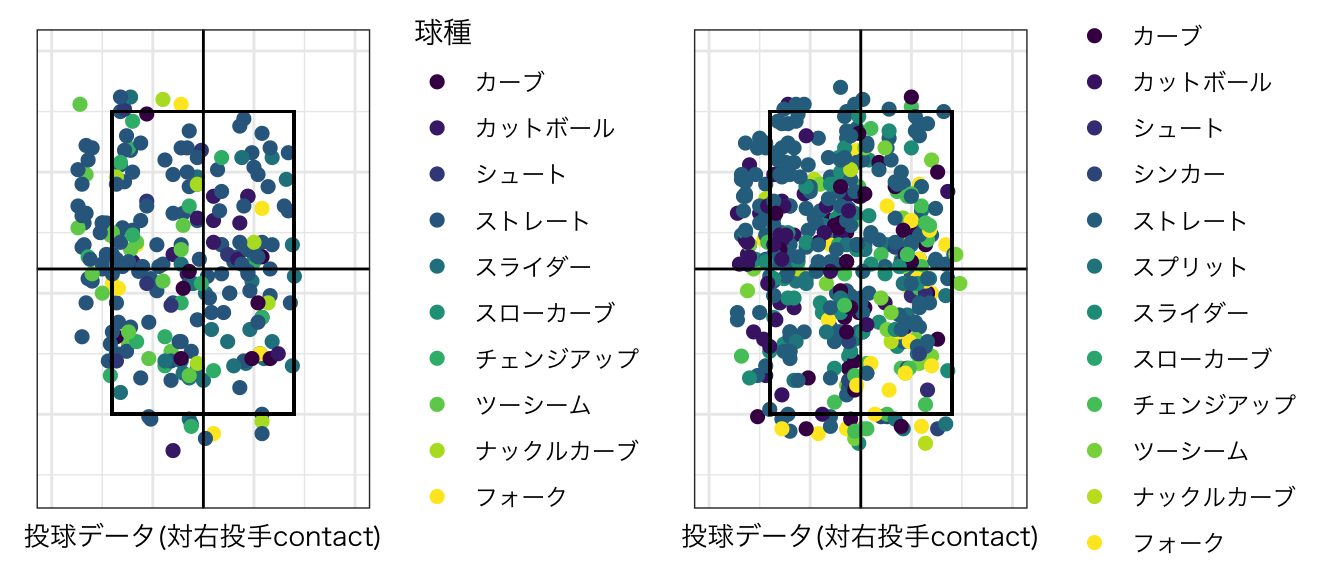 球種
カーブ
カットボール
シュート
ストレート
スライダー
スローカーブ
チェンジアップ
ツーシーム
ナックルカーブ
フォーク
投球データ(対右投手contact)
カーブ
カットボール
シュート
シンカー
ストレート
スプリット
スライダー
スローカーブ
チェンジアップ
ツーシーム
ナックルカーブ
フォーク
投球データ(対右投手contact)